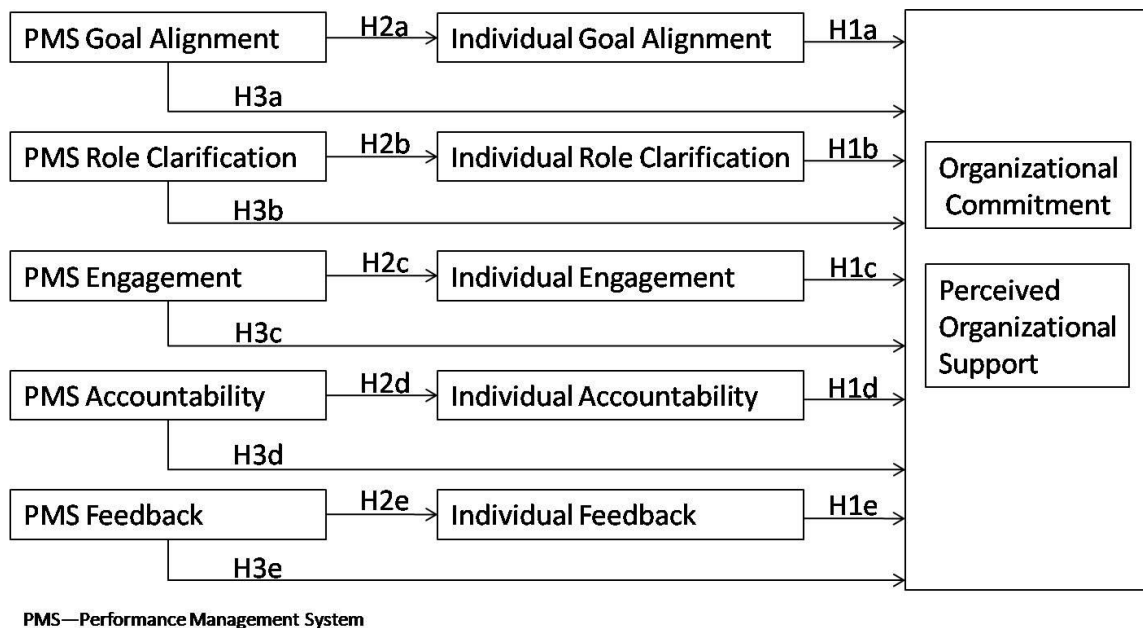 PMS Goal Alignment
H2a
Individual Goal Alignment
H1a
H3a
PMS Role Clarification
H2b
Individual Role Clarification
H1b
H3b
PMS Engagement
H2c
Individual Engagement
H1c
H3c
PMS Accountability
H2d
Individual Accountability
H1d
H3d
PMS Feedback
H2e
Individual Feedback
H1e
H3e
Organizational
Commitment
Perceived
Organizational
Support
PMS—Performance Management System